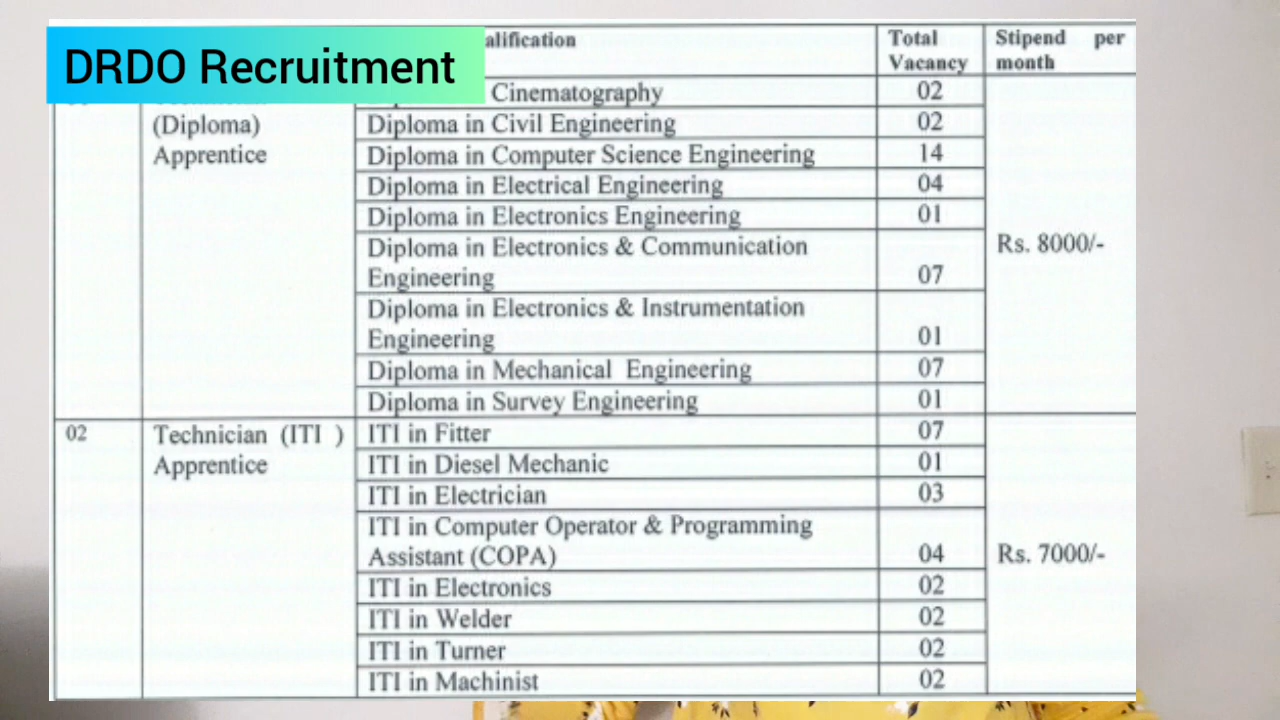 DRDO Recruitment
alification
Total
Vacancy
Stipend per
month
Cinematography
02
(Diploma)
Apprentice
Diploma in Civil Engineering
02
Diploma in Computer Science Engineering
14
Diploma in Electrical Engineering
04
Diploma in Electronics Engineering
01
Diploma in Electronics & Communication
Engineering
07
Rs. 8000/-
Diploma in Electronics & Instrumentation
Engineering
01
Diploma in Mechanical Engineering
07
Diploma in Survey Engineering
01
02
Technician (ITI )
Apprentice
ITI in Fitter
07
ITI in Diesel Mechanic
01
ITI in Electrician
03
ITI in Computer Operator & Programming
Assistant (COPA)
04
Rs. 7000/-
ITI in Electronics
02
ITI in Welder
02
ITI in Turner
02
ITI in Machinist
02